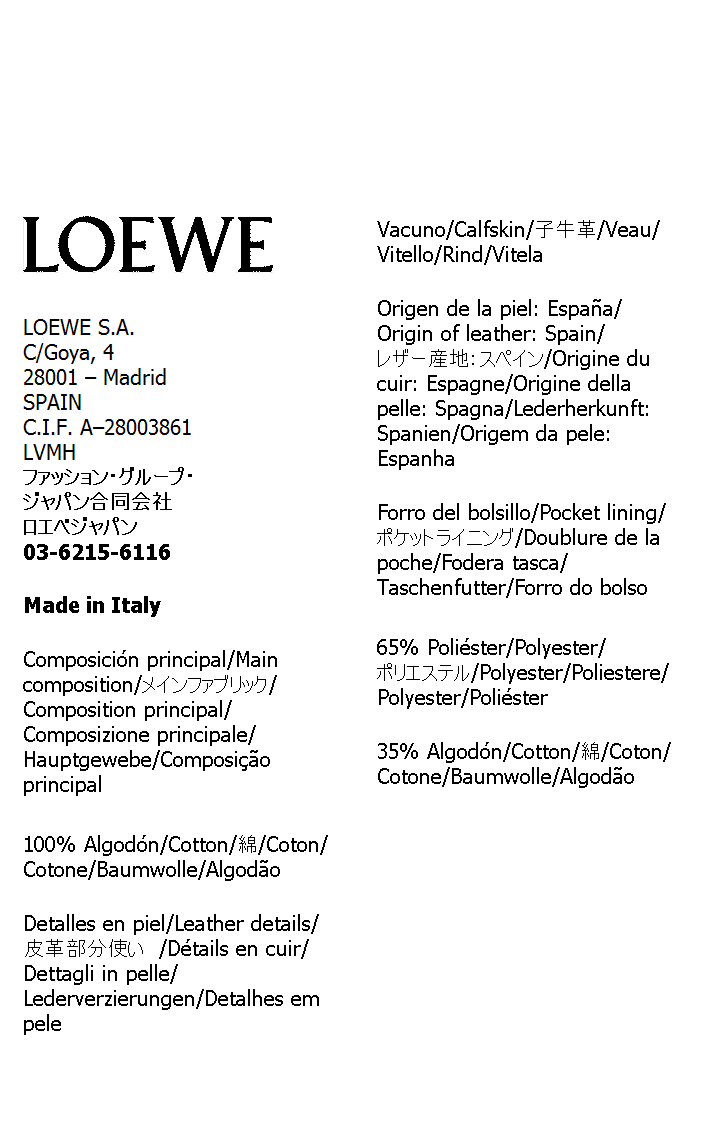 LOEWE
LOEWE S.A.
C/Goya, 4
28001 – Madrid
SPAIN
C.I.F. A–28003861
LVMH
ファッション・グループ・
ジャパン合同会社
ロエベジャパン
03-6215-6116
Made in Italy
Composición principal/Main
composition/メインファブリック/
Composition principal/
Composizione principale/
Hauptgewebe/Composição
principal
100% Algodón/Cotton/綿/Coton/
Cotone/Baumwolle/Algodão
Detalles en piel/Leather details/
皮革部分使い /Détails en cuir/
Dettagli in pelle/
Lederverzierungen/Detalhes em
pele
Vacuno/Calfskin/子牛革/Veau/
Vitello/Rind/Vitela
Origen de la piel: España/
Origin of leather: Spain/
レザー産地：スペイン/Origine du
cuir: Espagne/Origine della
pelle: Spagna/Lederherkunft:
Spanien/Origem da pele:
Espanha
Forro del bolsillo/Pocket lining/
ポケットライニング/Doublure de la
poche/Fodera tasca/
Taschenfutter/Forro do bolso
65% Poliéster/Polyester/
ポリエステル/Polyester/Poliestere/
Polyester/Poliéster
35% Algodón/Cotton/綿/Coton/
Cotone/Baumwolle/Algodão